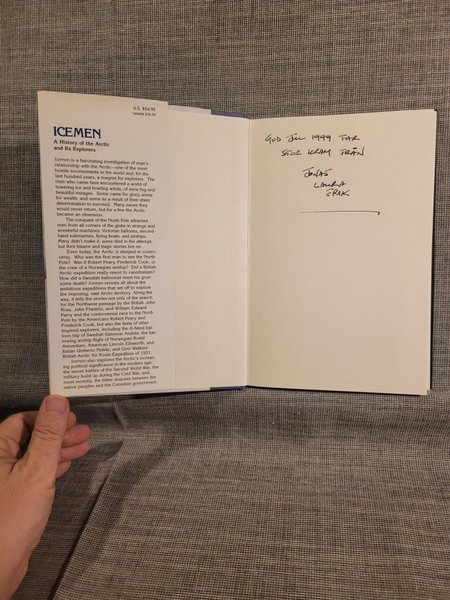 U.S. $24.95
ICEMEN
A History of the Arctic
and Its Explorers
Icemen is a fascinating investigation of man's
relationship with the Arctic—one of the most
hostile environments in the world and, for the
last hundred years, a magnet for explorers. The
men who came here encountered a world of
towering ice and howling winds, of eerie fog and
beautiful mirages. Some came for glory, some
for wealth, and some as a result of their sheer
determination to succeed. Many swore they
would never return, but for a few the Arctic
became an obsession.
The conquest of the North Pole attracted
men from all corners of the globe in strange and
wonderful machines: Victorian balloons, second-
hand submarines, flying boats, and airships.
Many didn't make it, some died in the attempt,
but their bizarre and tragic stories live on.
Even today, the Arctic is steeped in contro-
versy. Who was the first man to see the North
Pole? Was it Robert Peary, Frederick Cook, or
the crew of a Norwegian airship? Did a British
Arctic expedition really resort to cannibalism?
How did a Swedish balloonist meet his grue-
some death? Icemen reveals all about the
ambitious expeditions that set off to explore
the imposing, vast Arctic territory. Along the
way, it tells the stories not only of the search
for the Northwest passage by the British John
Ross, John Franklin, and William Edward
Parry and the controversial race to the North
Pole by the Americans Robert Peary and
Frederick Cook, but also the feats of other
inspired explorers, including the ill-fated bal-
loon trip of Swedish Salomon Andrée, the har-
rowing airship flight of Norwegian Roald
Amundsen, American Lincoln Ellsworth, and
Italian Umberto Nobile, and Gino Watkins'
British Arctic Air Route Expedition of 1931.
Icemen also explores the Arctic's increas-
ing political significance in the modern age:
the secret battles of the Second World War, the
military build up during the Cold War, and,
most recently, the bitter disputes between the
native peoples and the Canadian government,
GOD JUL 1999 FAR
STOR KRAM FRÅN
JONAS
LAURA
ERIK